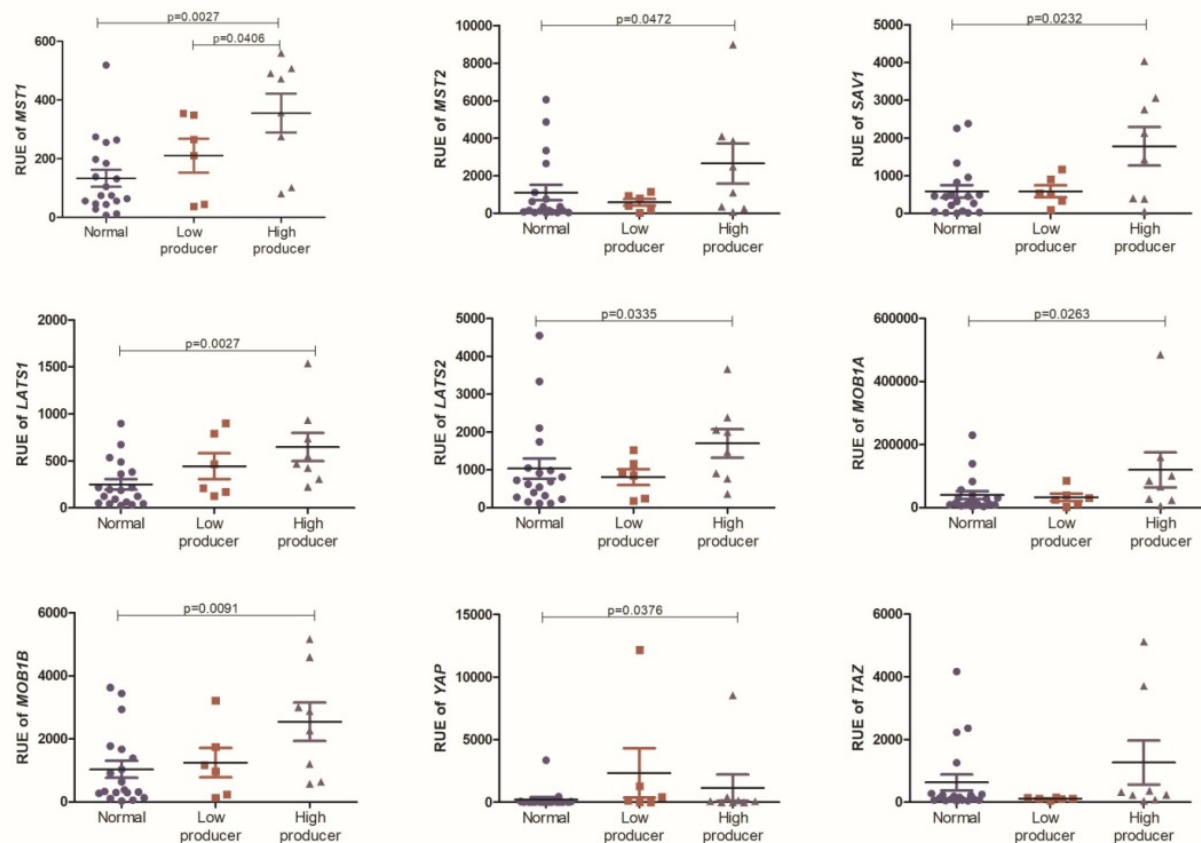 p=0.0027
p=0.0406
RUE of MST1
600
400
200
0
Normal
Low
producer
High
producer
p=0.0472
RUE of MST2
10000
8000
6000
4000
2000
0
Normal
Low
producer
High
producer
p=0.0232
RUE of SAV1
5000
4000
3000
2000
1000
0
Normal
Low
producer
High
producer
p=0.0027
RUE of LATS1
2000
1500
1000
500
0
Normal
Low
producer
High
producer
p=0.0335
RUE of LATS2
5000
4000
3000
2000
1000
0
Normal
Low
producer
High
producer
p=0.0263
RUE of MOB1A
600000
400000
200000
0
Normal
Low
producer
High
producer
p=0.0091
RUE of MOB1B
6000
4000
2000
0
Normal
Low
producer
High
producer
p=0.0376
RUE of YAP
15000
10000
5000
0
Normal
Low
producer
High
producer
RUE of TAZ
6000
4000
2000
0
Normal
Low
producer
High
producer